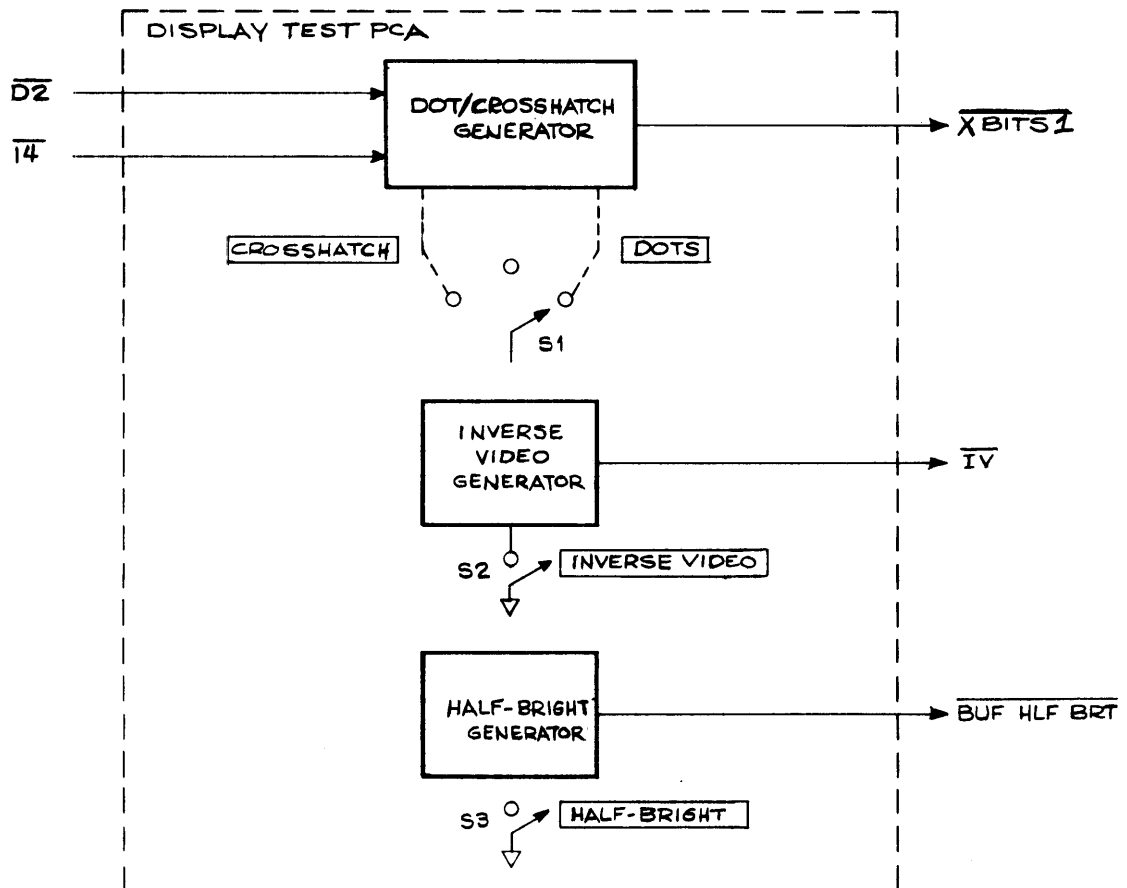 DISPLAY TEST PCA
D2
DOT/CROSSHATCH
GENERATOR
XBITS1
14
CROSSHATCH
DOTS
S1
INVERSE
VIDEO
GENERATOR
IV
S2
INVERSE VIDEO
HALF-BRIGHT
GENERATOR
BUF HLF BRT
S3
HALF-BRIGHT